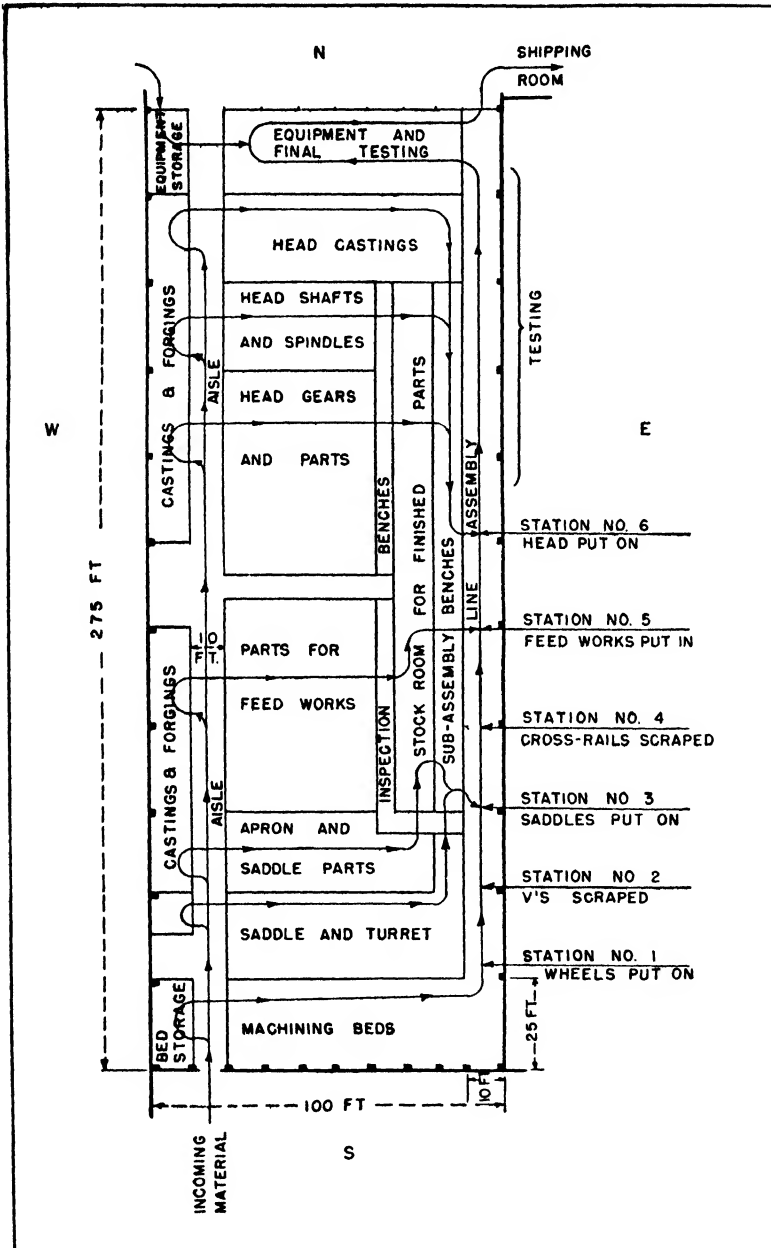 N
SHIPPING
ROOM
EQUIPMENT
STORAGE
EQUIPMENT AND
FINAL TESTING
HEAD CASTINGS
TESTING
CASTINGS & FORGINGS
AISLE
HEAD SHAFTS
AND SPINDLES
HEAD GEARS
AND PARTS
BENCHES
STOCK ROOM FOR FINISHED PARTS
SUB-ASSEMBLY BENCHES
LINE ASSEMBLY
W
E
STATION NO. 6
HEAD PUT ON
275 FT
10
FT.
PARTS FOR
FEED WORKS
STATION NO. 5
FEED WORKS PUT IN
CASTINGS & FORGINGS
AISLE
INSPECTION
STATION NO. 4
CROSS-RAILS SCRAPED
APRON AND
SADDLE PARTS
STATION NO 3
SADDLES PUT ON
SADDLE AND TURRET
STATION NO 2
V'S SCRAPED
STATION NO. 1
WHEELS PUT ON
BED
STORAGE
MACHINING BEDS
25 FT
10 FT
100 FT
INCOMING
MATERIAL
S